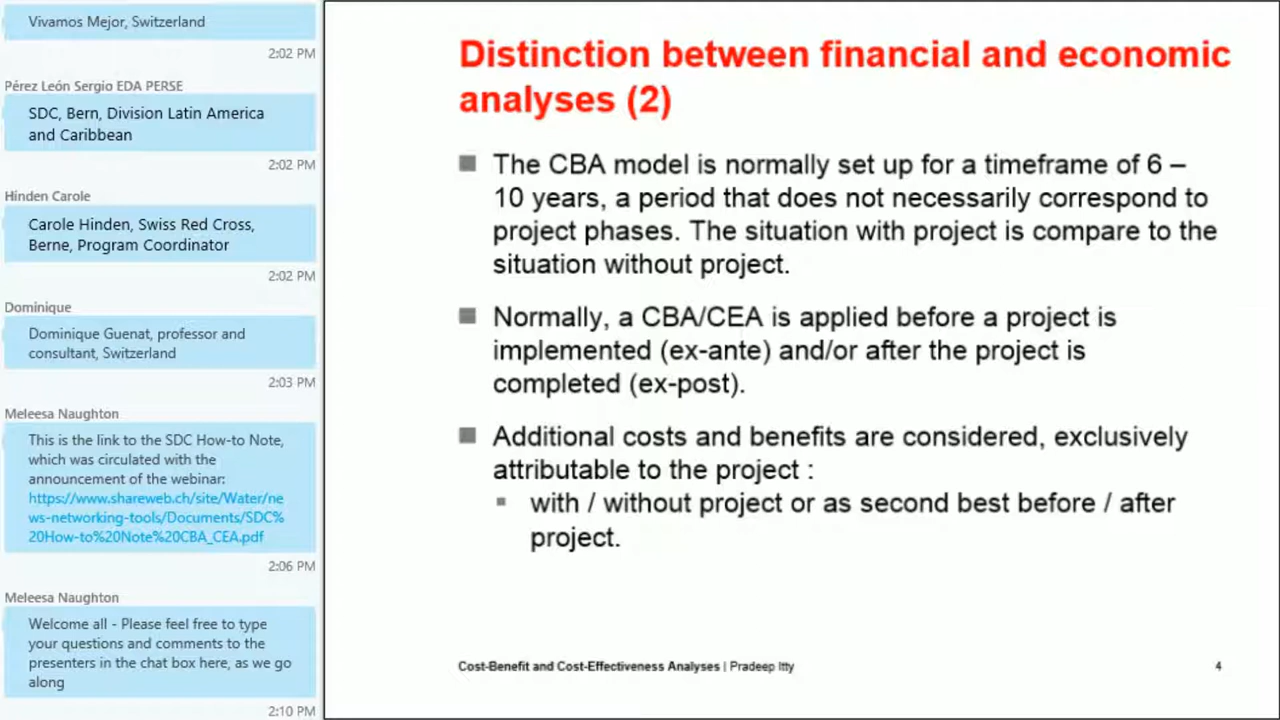 Vivamos Mejor, Switzerland
2:02 PM
Pérez León Sergio EDA PERSE
SDC, Bern, Division Latin America
and Caribbean
2:02 PM
Hinden Carole
Carole Hinden, Swiss Red Cross,
Berne, Program Coordinator
2:02 PM
Dominique
Dominique Guenat, professor and
consultant, Switzerland
2:03 PM
Meleesa Naughton
This is the link to the SDC How-to Note,
which was circulated with the
announcement of the webinar:
https://www.shareweb.ch/site/Water/ne
ws-networking-tools/Documents/SDC%
20How-to%20Note%20CBA_CEA.pdf
2:06 PM
Meleesa Naughton
Welcome all - Please feel free to type
your questions and comments to the
presenters in the chat box here, as we go
along
2:10 PM
Distinction between financial and economic
analyses (2)
The CBA model is normally set up for a timeframe of 6 –
10 years, a period that does not necessarily correspond to
project phases. The situation with project is compare to the
situation without project.
Normally, a CBA/CEA is applied before a project is
implemented (ex-ante) and/or after the project is
completed (ex-post).
Additional costs and benefits are considered, exclusively
attributable to the project :
with / without project or as second best before / after
project.
Cost-Benefit and Cost-Effectiveness Analyses | Pradeep Itty
4